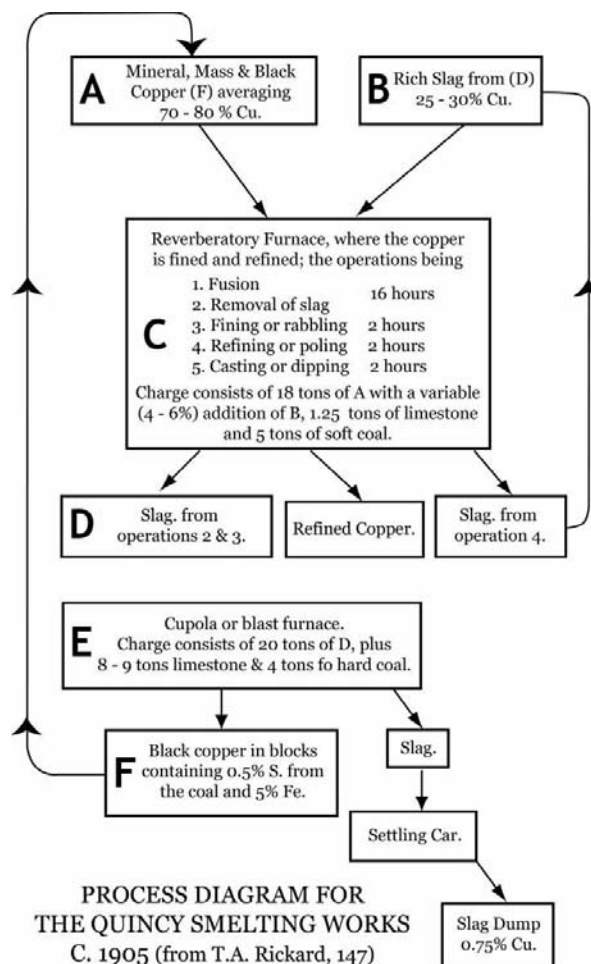 A
Mineral, Mass & Black
Copper (F) averaging
70 - 80 % Cu.
B
Rich Slag from (D)
25 - 30% Cu.
C
Reverberatory Furnace, where the copper
is fined and refined; the operations being
1. Fusion
2. Removal of slag
16 hours
3. Fining or rabbling 2 hours
4. Refining or poling 2 hours
5. Casting or dipping 2 hours
Charge consists of 18 tons of A with a variable
(4 - 6%) addition of B, 1.25 tons of limestone
and 5 tons of soft coal.
D
Slag. from
operations 2 & 3.
Refined Copper.
Slag. from
operation 4.
E
Cupola or blast furnace.
Charge consists of 20 tons of D, plus
8 - 9 tons limestone & 4 tons fo hard coal.
F
Black copper in blocks
containing 0.5% S. from
the coal and 5% Fe.
Slag.
Settling Car.
Slag Dump
0.75% Cu.
PROCESS DIAGRAM FOR
THE QUINCY SMELTING WORKS
C. 1905 (from T.A. Rickard, 147)